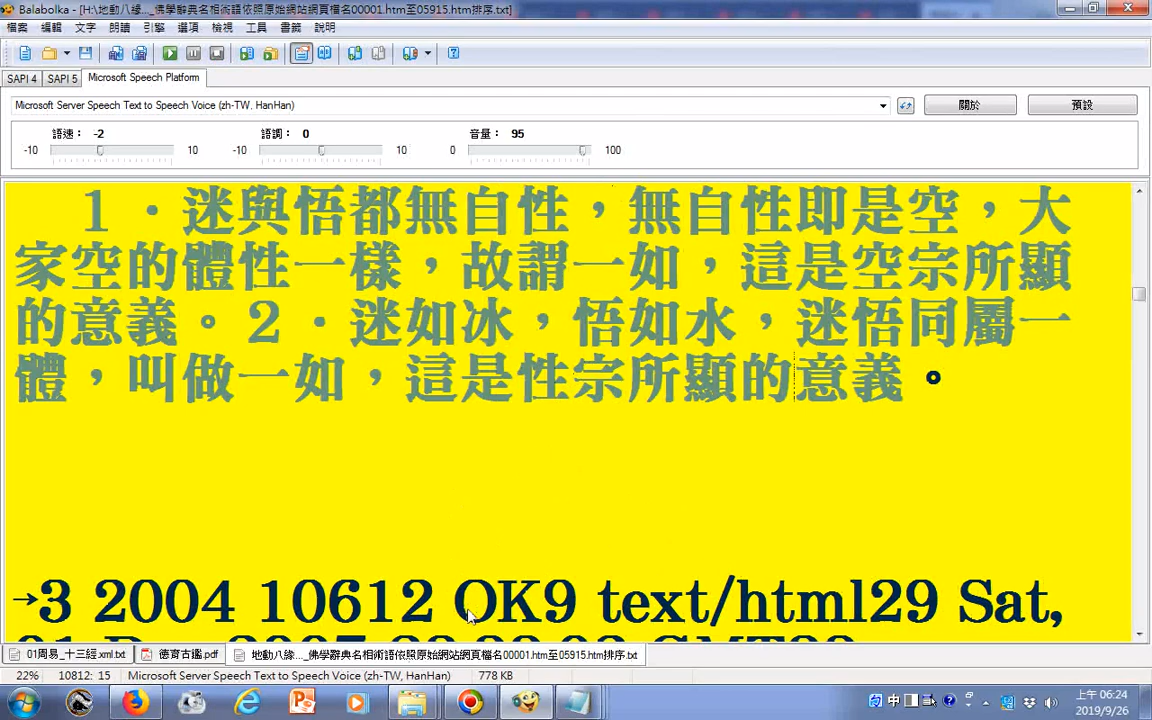 Balabolka - [H:\地動八緣..._佛學辭典名相術語依照原始網站網頁檔名00001.htm至05915.htm排序.txt]
檔案 編輯 文字 朗讀 引擎 選項 檢視 工具 書籤 說明
SAPI 4 SAPI 5 Microsoft Speech Platform
Microsoft Server Speech Text to Speech Voice (zh-TW, HanHan) 關於 預設
語速： -2 語調： 0 音量： 95
-10 10 -10 10 0 100
１．迷與悟都無自性，無自性即是空，大
家空的體性一樣，故謂一如，這是空宗所顯
的意義。２．迷如冰，悟如水，迷悟同屬一
體，叫做一如，這是性宗所顯的意義。
→3 2004 10612 OK9 text/html29 Sat,
01周易_十三經.xml.txt 德育古鑑.pdf 地動八緣..._佛學辭典名相術語依照原始網站網頁檔名00001.htm至05915.htm排序.txt
22% 10812: 15 Microsoft Server Speech Text to Speech Voice (zh-TW, HanHan) 778 KB
中 上午 06:24
2019/9/26